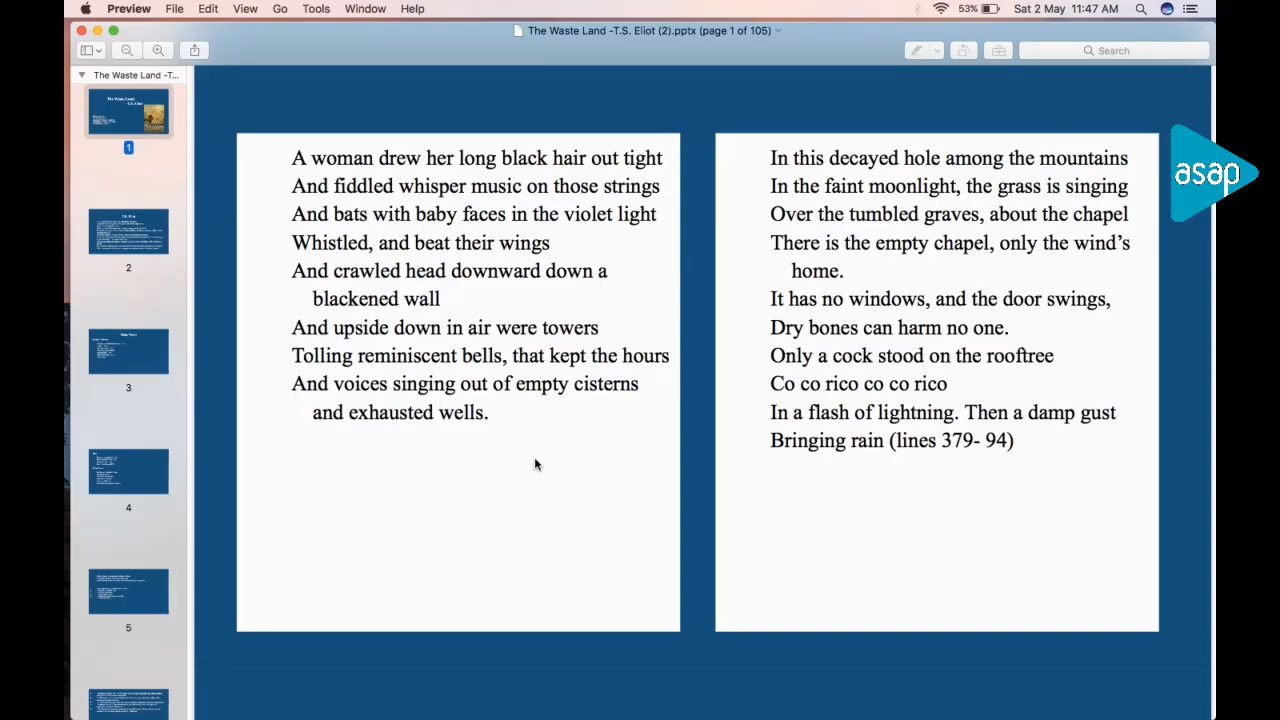 Preview File Edit View Go Tools Window Help 53% Sat 2 May 11:47 AM
The Waste Land -T.S. Eliot (2).pptx (page 1 of 105)
Search
The Waste Land -T...
1
2
3
4
5
A woman drew her long black hair out tight
And fiddled whisper music on those strings
And bats with baby faces in the violet light
Whistled, and beat their wings
And crawled head downward down a
blackened wall
And upside down in air were towers
Tolling reminiscent bells, that kept the hours
And voices singing out of empty cisterns
and exhausted wells.
In this decayed hole among the mountains
In the faint moonlight, the grass is singing
Over the tumbled graves, about the chapel
There is the empty chapel, only the wind’s
home.
It has no windows, and the door swings,
Dry bones can harm no one.
Only a cock stood on the rooftree
Co co rico co co rico
In a flash of lightning. Then a damp gust
Bringing rain (lines 379- 94)
asap